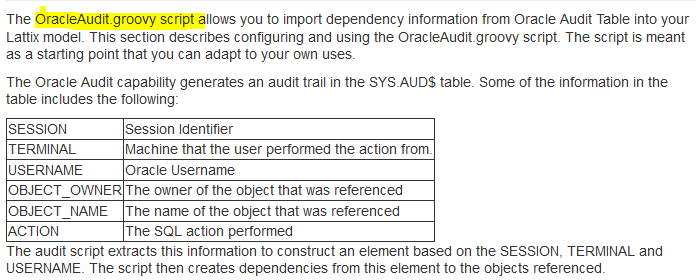 The OracleAudit.groovy script allows you to import dependency information from Oracle Audit Table into your
Lattix model. This section describes configuring and using the OracleAudit.groovy script. The script is meant
as a starting point that you can adapt to your own uses.
The Oracle Audit capability generates an audit trail in the SYS.AUD$ table. Some of the information in the
table includes the following:
SESSION Session Identifier
TERMINAL Machine that the user performed the action from.
USERNAME Oracle Username
OBJECT_OWNER The owner of the object that was referenced
OBJECT_NAME The name of the object that was referenced
ACTION The SQL action performed
The audit script extracts this information to construct an element based on the SESSION, TERMINAL and
USERNAME. The script then creates dependencies from this element to the objects referenced.